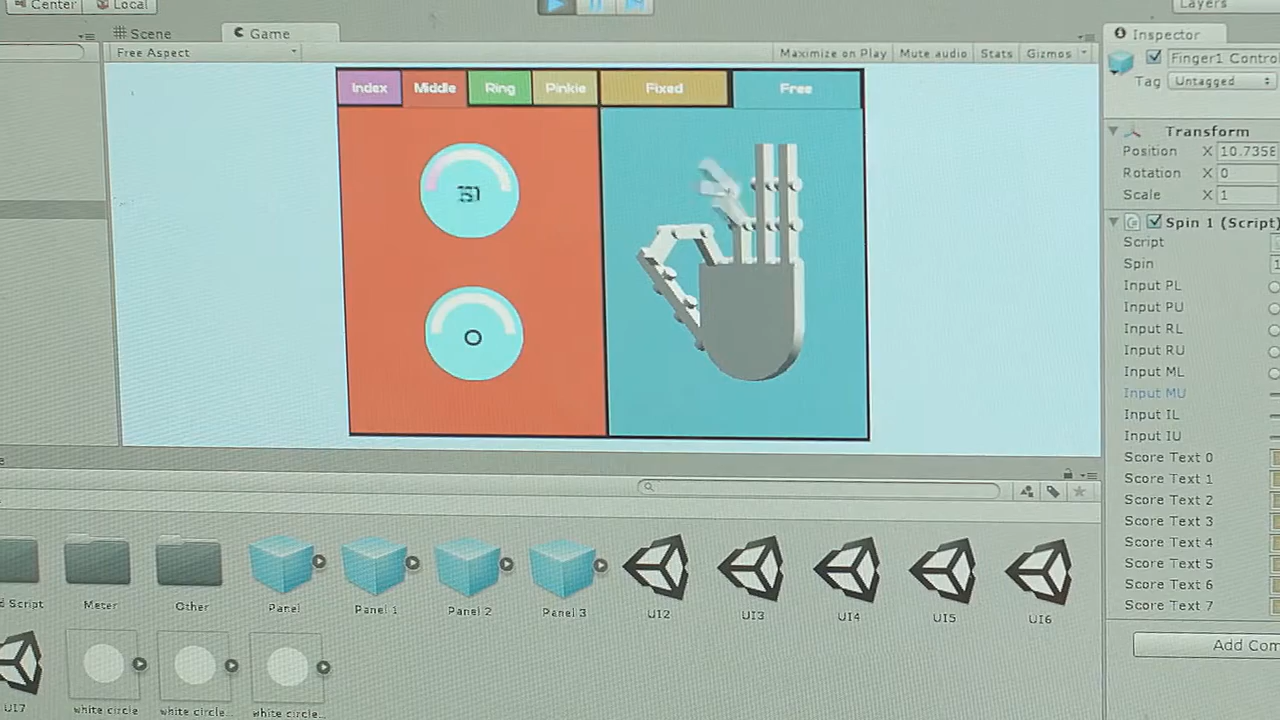 Center Local
Layers
Scene Game
Free Aspect Maximize on Play Mute audio Stats Gizmos
Index Middle Ring Pinkie Fixed Free
Inspector
Finger1 Contro
Tag Untagged
Transform
Position X 10.7358
Rotation X 0
Scale X 1
Spin 1 (Script)
Script
Spin
Input PL
Input PU
Input RL
Input RU
Input ML
Input MU
Input IL
Input IU
Score Text 0
Score Text 1
Score Text 2
Score Text 3
Score Text 4
Score Text 5
Score Text 6
Score Text 7
Add Com
0
d Script Meter Other Panel Panel 1 Panel 2 Panel 3 UI2 UI3 UI4 UI5 UI6
UI7 white circle white circle... white circle...